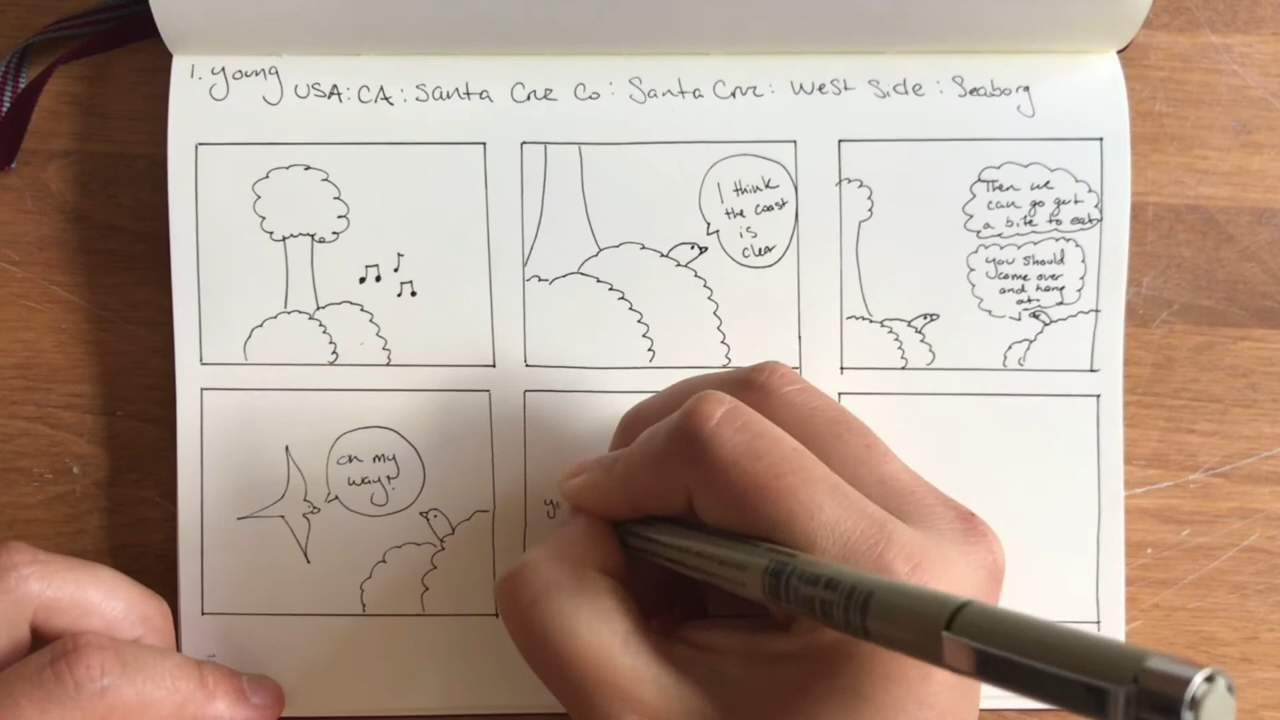 1. young USA: CA: Santa Cruz Co: Santa Cruz: West Side: Seaborg
I think
the coast
is
clear
Then we
can go get
a bite to eat
you should
come over
and hang
on my
way!